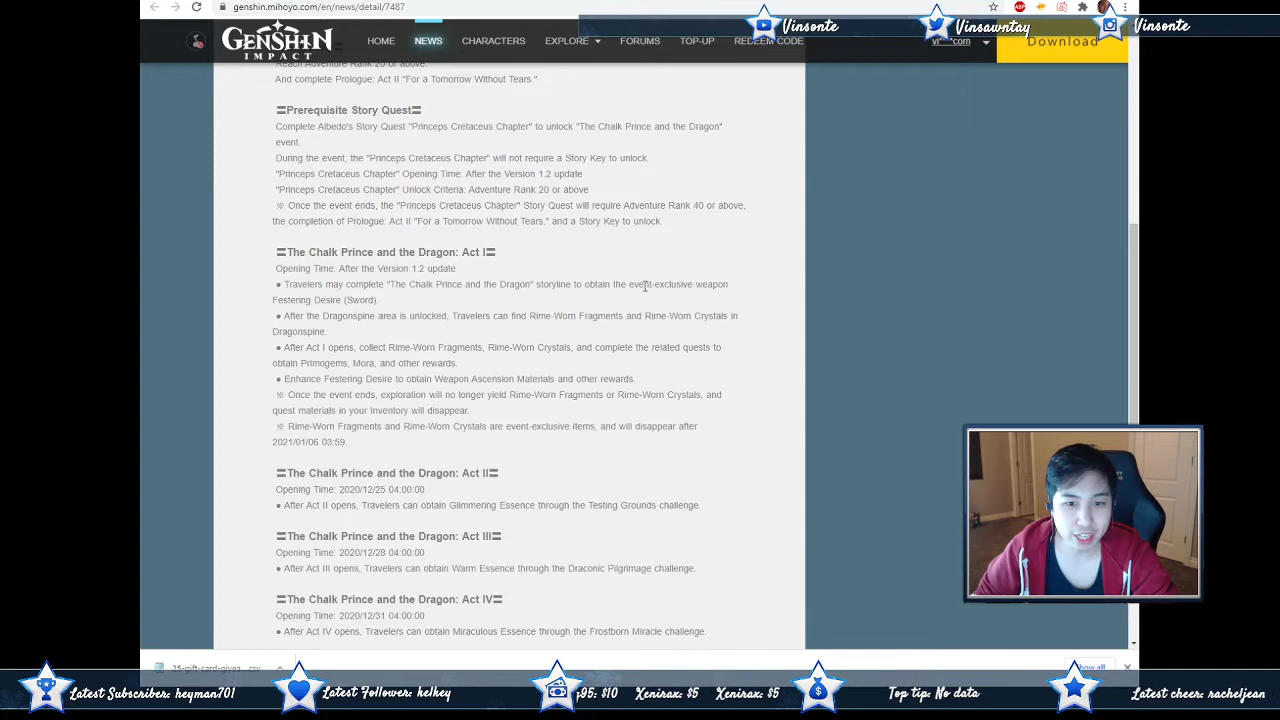 genshin.mihoyo.com/en/news/detail/7487
Vinsonte
Vinsawntay
Vinsonte
GENSHIN
IMPACT
HOME
NEWS
CHARACTERS
EXPLORE
FORUMS
TOP-UP
REDEEM CODE
vi***com
Download
Reach Adventure Rank 20 or above.
And complete Prologue: Act II "For a Tomorrow Without Tears."
〓Prerequisite Story Quest〓
Complete Albedo's Story Quest "Princeps Cretaceus Chapter" to unlock "The Chalk Prince and the Dragon"
event.
During the event, the "Princeps Cretaceus Chapter" will not require a Story Key to unlock.
"Princeps Cretaceus Chapter" Opening Time: After the Version 1.2 update
"Princeps Cretaceus Chapter" Unlock Criteria: Adventure Rank 20 or above
※ Once the event ends, the "Princeps Cretaceus Chapter" Story Quest will require Adventure Rank 40 or above,
the completion of Prologue: Act II "For a Tomorrow Without Tears," and a Story Key to unlock.
〓The Chalk Prince and the Dragon: Act I〓
Opening Time: After the Version 1.2 update
● Travelers may complete "The Chalk Prince and the Dragon" storyline to obtain the event-exclusive weapon
Festering Desire (Sword).
● After the Dragonspine area is unlocked, Travelers can find Rime-Worn Fragments and Rime-Worn Crystals in
Dragonspine.
● After Act I opens, collect Rime-Worn Fragments, Rime-Worn Crystals, and complete the related quests to
obtain Primogems, Mora, and other rewards.
● Enhance Festering Desire to obtain Weapon Ascension Materials and other rewards.
※ Once the event ends, exploration will no longer yield Rime-Worn Fragments or Rime-Worn Crystals, and
quest materials in your Inventory will disappear.
※ Rime-Worn Fragments and Rime-Worn Crystals are event-exclusive items, and will disappear after
2021/01/06 03:59.
〓The Chalk Prince and the Dragon: Act II〓
Opening Time: 2020/12/25 04:00:00
● After Act II opens, Travelers can obtain Glimmering Essence through the Testing Grounds challenge.
〓The Chalk Prince and the Dragon: Act III〓
Opening Time: 2020/12/28 04:00:00
● After Act III opens, Travelers can obtain Warm Essence through the Draconic Pilgrimage challenge.
〓The Chalk Prince and the Dragon: Act IV〓
Opening Time: 2020/12/31 04:00:00
● After Act IV opens, Travelers can obtain Miraculous Essence through the Frostborn Miracle challenge.
25-gift-card-givea....csv
Show all
Latest Subscriber: heyman701
Latest Follower: kelkey
p95: $10 Xenirax: $5 Xenirax: $5
Top tip: No data
Latest cheer: racheljean